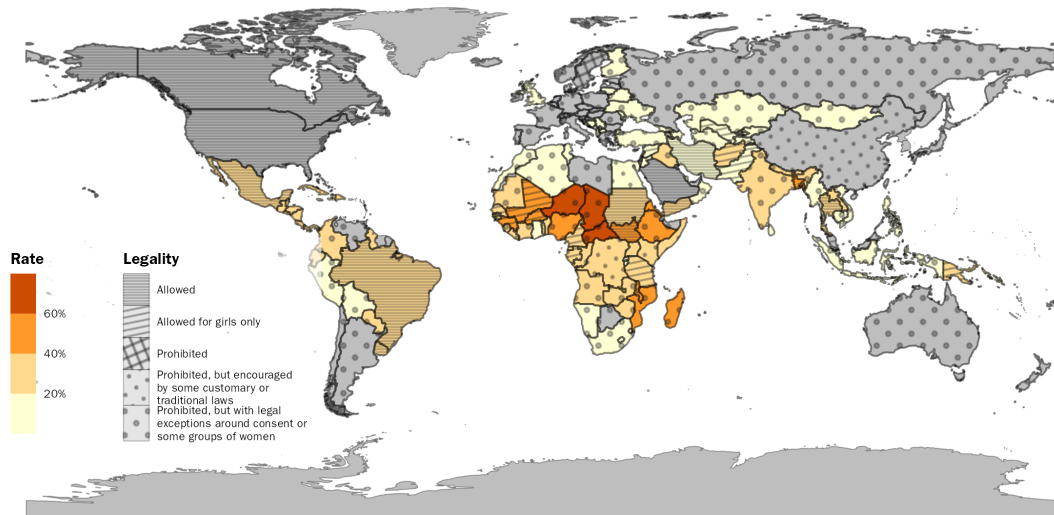 Rate
60%
40%
20%
Legality
Allowed
Allowed for girls only
Prohibited
Prohibited, but encouraged
by some customary or
traditional laws
Prohibited, but with legal
exceptions around consent or
some groups of women